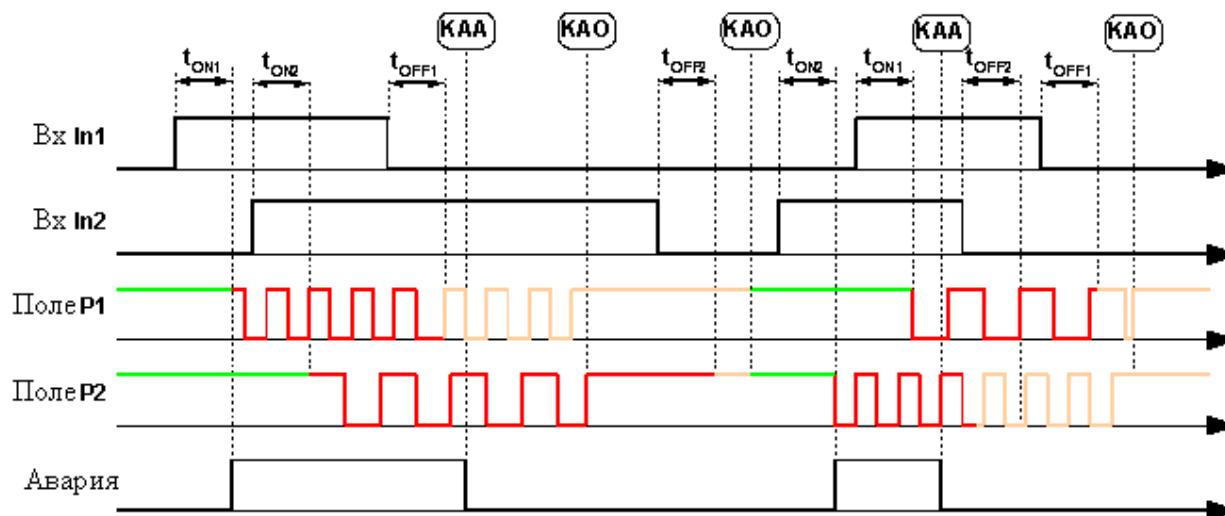 КАА КАО КАО КАА КАО
tON1 tON2 tOFF1 tOFF2 tON2 tON1 tOFF2 tOFF1
Вх In1
Вх In2
Поле P1
Поле P2
Авария